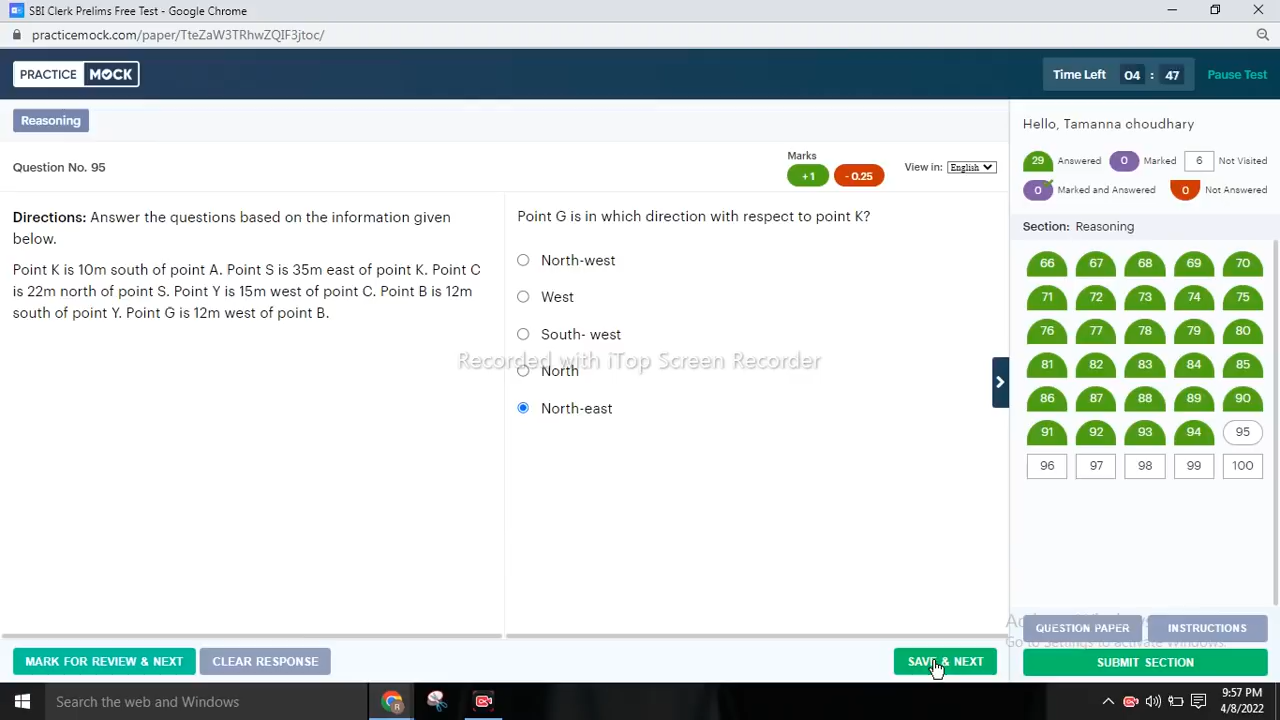 SBI Clerk Prelims Free Test - Google Chrome
practicemock.com/paper/TteZaW3TRhwZQIF3jtoc/
PRACTICE MOCK
Time Left 04 : 47 Pause Test
Reasoning
Hello, Tamanna choudhary
Question No. 95
Marks
+1 - 0.25
View in: English
29 Answered 0 Marked 6 Not Visited
0 Marked and Answered 0 Not Answered
Section: Reasoning
Directions: Answer the questions based on the information given
below.
Point K is 10m south of point A. Point S is 35m east of point K. Point C
is 22m north of point S. Point Y is 15m west of point C. Point B is 12m
south of point Y. Point G is 12m west of point B.
Point G is in which direction with respect to point K?
North-west
West
South- west
North
North-east
Recorded with iTop Screen Recorder
66 67 68 69 70
71 72 73 74 75
76 77 78 79 80
81 82 83 84 85
86 87 88 89 90
91 92 93 94 95
96 97 98 99 100
QUESTION PAPER INSTRUCTIONS
Go to Settings to activate Windows.
MARK FOR REVIEW & NEXT CLEAR RESPONSE SAVE & NEXT SUBMIT SECTION
Search the web and Windows
9:57 PM
4/8/2022